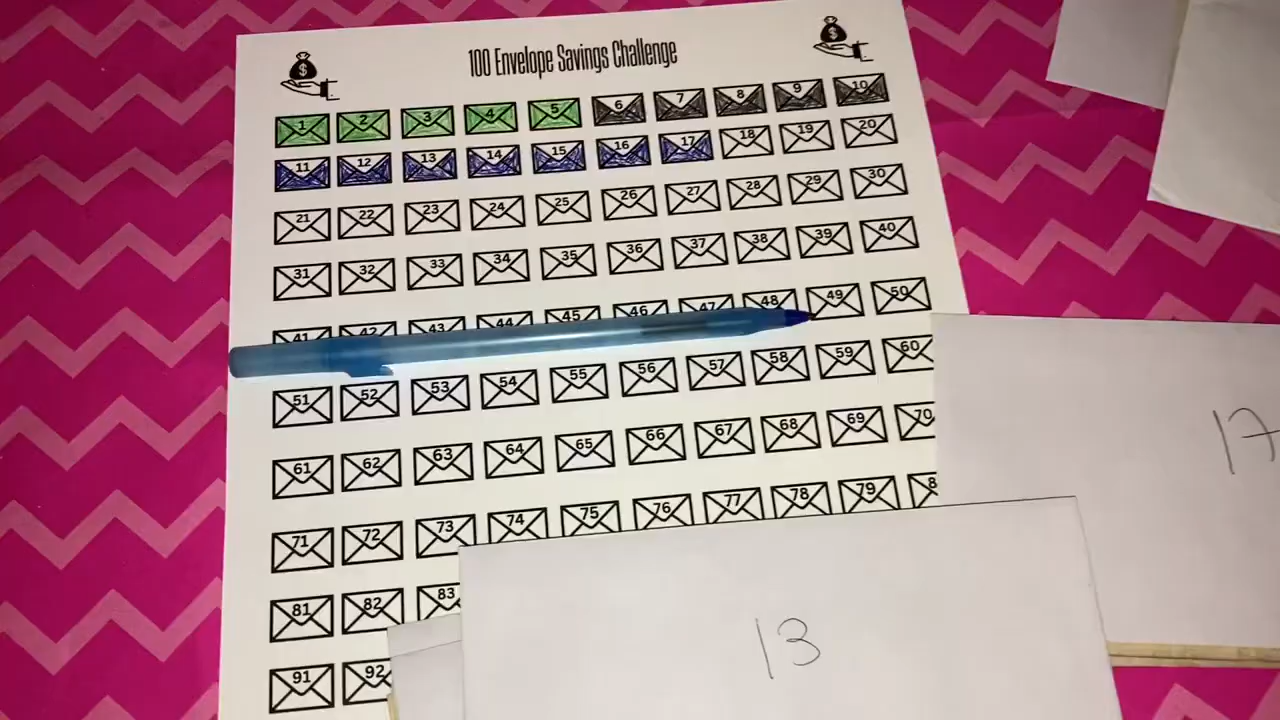 $ $
100 Envelope Savings Challenge
1 2 3 4 5 6 7 8 9 10
11 12 13 14 15 16 17 18 19 20
21 22 23 24 25 26 27 28 29 30
31 32 33 34 35 36 37 38 39 40
41 42 43 44 45 46 47 48 49 50
51 52 53 54 55 56 57 58 59 60
61 62 63 64 65 66 67 68 69 70
71 72 73 74 75 76 77 78 79 8
81 82 83
91 92
17
13